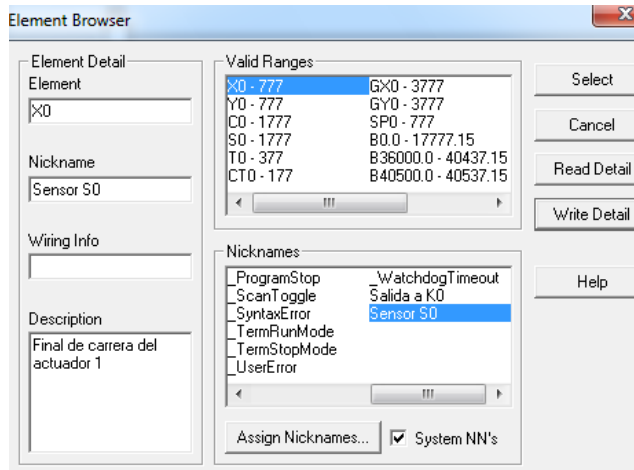 Element Browser
Element Detail
Element
X0
Nickname
Sensor S0
Wiring Info
Description
Final de carrera del
actuador 1
Valid Ranges
X0 - 777
Y0 - 777
C0 - 1777
S0 - 1777
T0 - 377
CT0 - 177
GX0 - 3777
GY0 - 3777
SP0 - 777
B0.0 - 17777.15
B36000.0 - 40437.15
B40500.0 - 40537.15
Nicknames
_ProgramStop
_ScanToggle
_SyntaxError
_TermRunMode
_TermStopMode
_UserError
_WatchdogTimeout
Salida a K0
Sensor S0
Assign Nicknames...
System NN's
Select
Cancel
Read Detail
Write Detail
Help